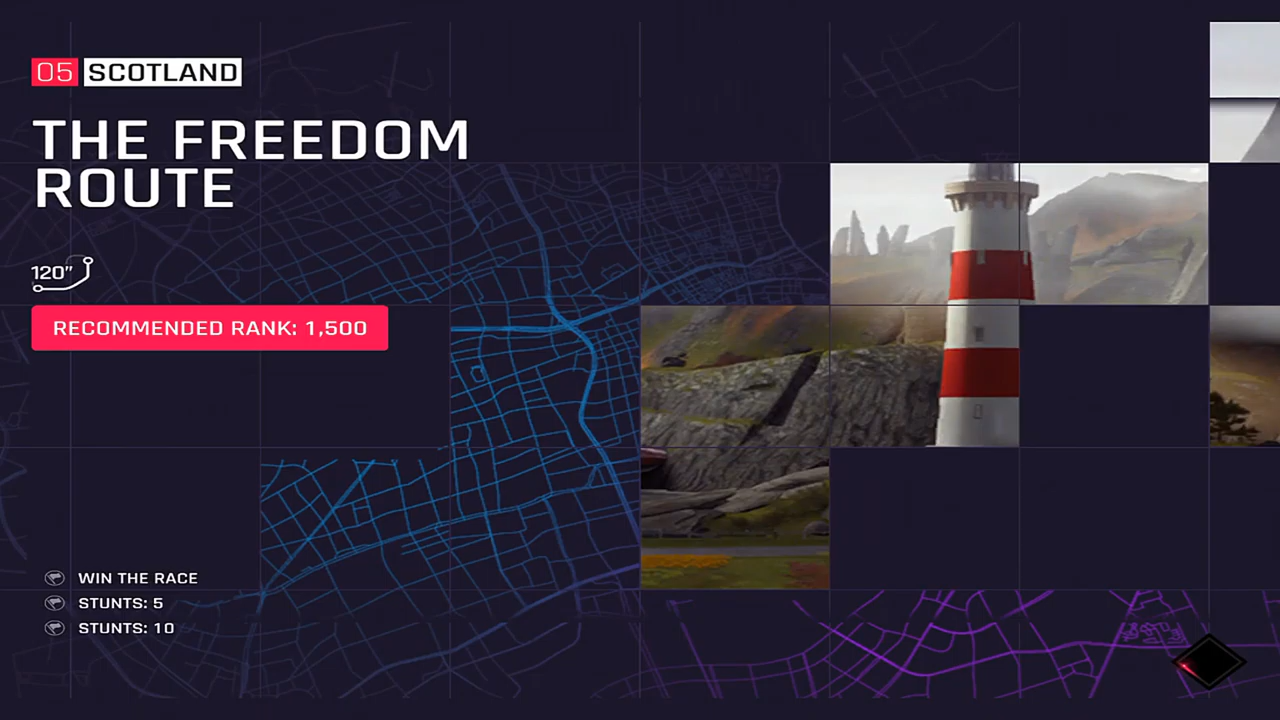 05 SCOTLAND
THE FREEDOM
ROUTE
120”
RECOMMENDED RANK: 1,500
WIN THE RACE
STUNTS: 5
STUNTS: 10